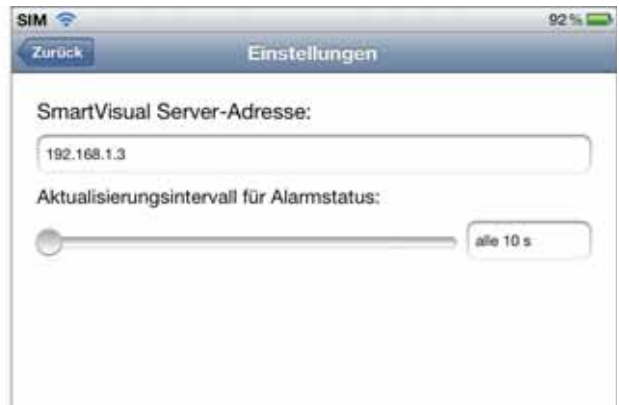 SIM 92 %
Zurück Einstellungen
SmartVisual Server-Adresse:
192.168.1.3
Aktualisierungsintervall für Alarmstatus:
alle 10 s